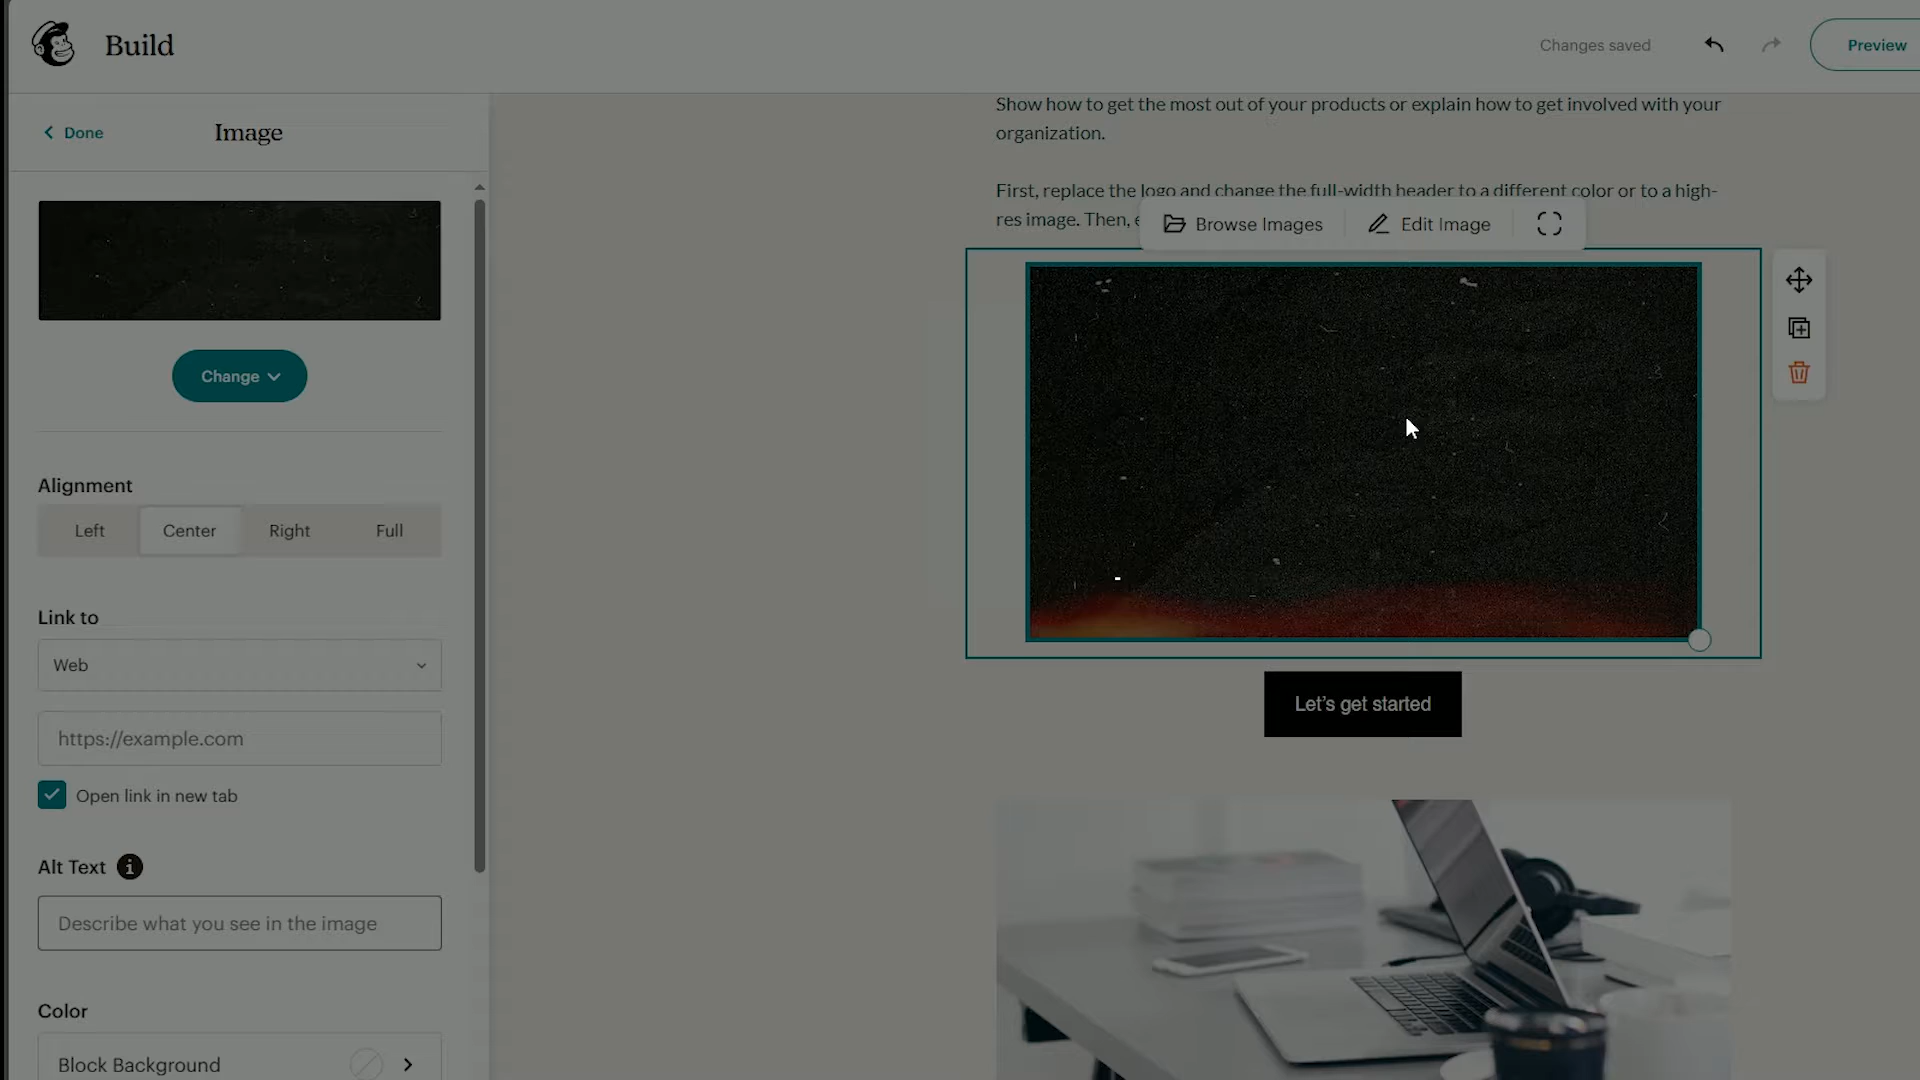 Build
Changes saved
Preview
Done
Image
Change
Alignment
Left
Center
Right
Full
Link to
Web
https://example.com
Open link in new tab
Alt Text
Describe what you see in the image
Color
Block Background
Show how to get the most out of your products or explain how to get involved with your
organization.
First, replace the logo and change the full-width header to a different color or to a high-
res image. Then,
Browse Images
Edit Image
Let's get started